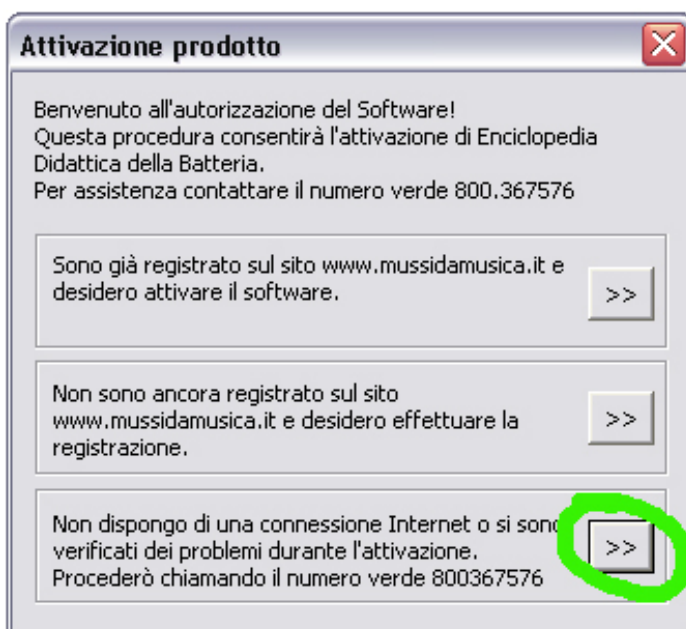 Attivazione prodotto
Benvenuto all'autorizzazione del Software!
Questa procedura consentirà l'attivazione di Enciclopedia
Didattica della Batteria.
Per assistenza contattare il numero verde 800.367576
Sono già registrato sul sito www.mussidamusica.it e
desidero attivare il software.
>>
Non sono ancora registrato sul sito
www.mussidamusica.it e desidero effettuare la
registrazione.
>>
Non dispongo di una connessione Internet o si sono
verificati dei problemi durante l'attivazione.
Procederò chiamando il numero verde 800367576
>>